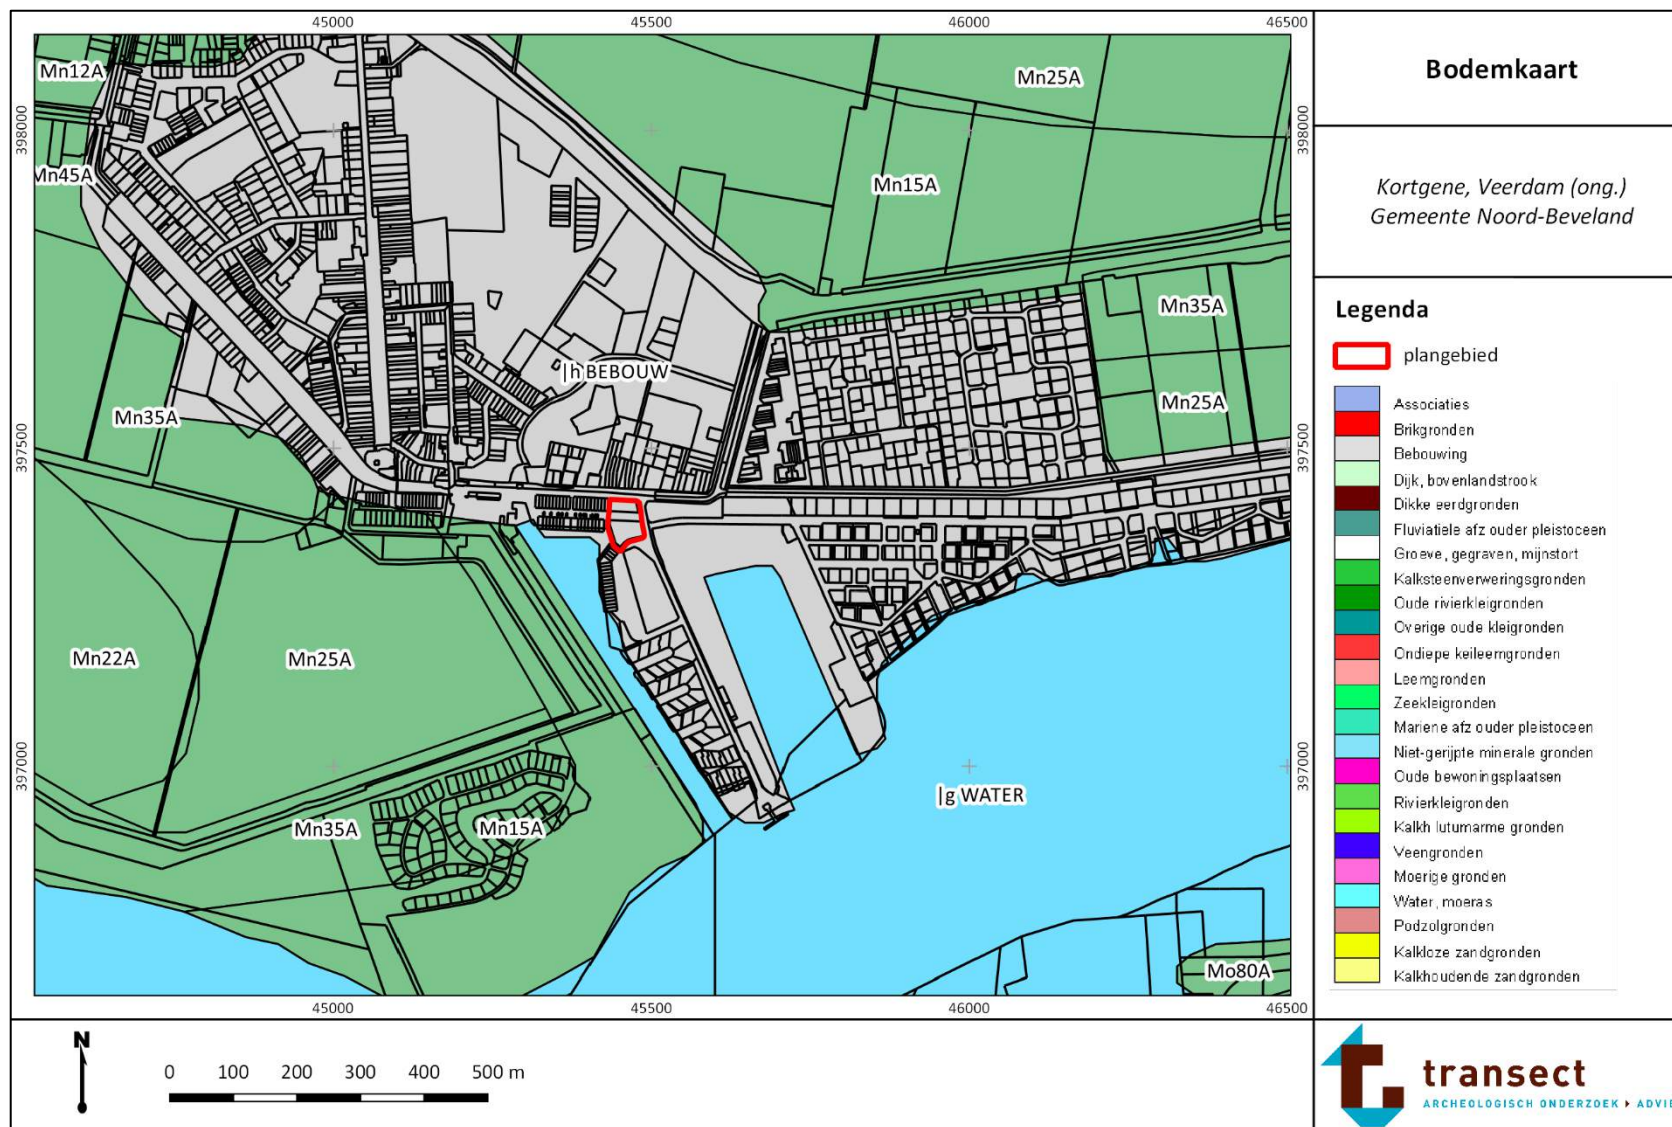 45000 45500 46000 46500
398000 397500 397000
398000 397500 397000
Mn12A
Mn25A
Mn45A
Mn15A
Mn35A
|h BEBOUW
Mn35A
Mn25A
Mn22A
Mn25A
|g WATER
Mn35A
Mn15A
Mo80A
45000 45500 46000 46500
N
0 100 200 300 400 500 m
Bodemkaart
Kortgene, Veerdam (ong.)
Gemeente Noord-Beveland
Legenda
plangebied
Associaties
Brikgronden
Bebouwing
Dijk, bovenlandstrook
Dikke eerdgronden
Fluviatiele afz ouder pleistoceen
Groeve, gegraven, mijnstort
Kalksteenverweringsgronden
Oude rivierkleigronden
Overige oude kleigronden
Ondiepe keileemgronden
Leemgronden
Zeekleigronden
Mariene afz ouder pleistoceen
Niet-gerijpte minerale gronden
Oude bewoningsplaatsen
Rivierkleigronden
Kalkh lutumarme gronden
Veengronden
Moerige gronden
Water, moeras
Podzolgronden
Kalkloze zandgronden
Kalkhoudende zandgronden
transect
ARCHEOLOGISCH ONDERZOEK ADVIE